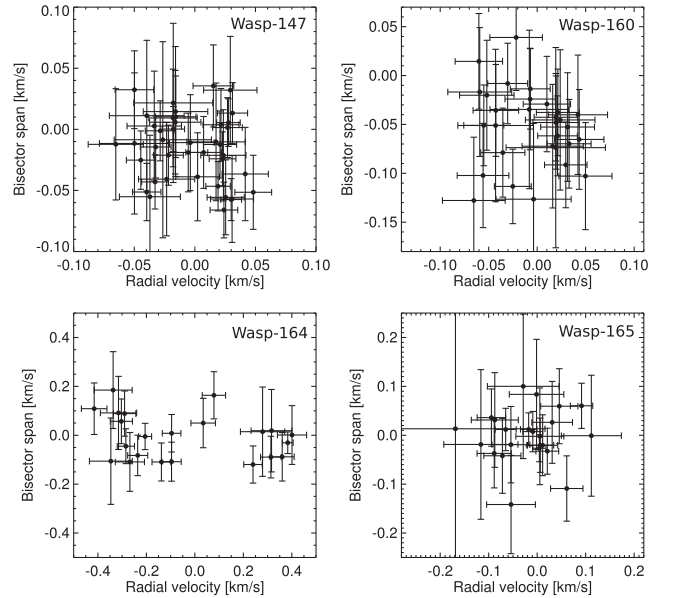 Wasp-147
0.10
0.05
0.00
-0.05
-0.10
Bisector span [km/s]
-0.10 -0.05 0.00 0.05 0.10
Radial velocity [km/s]
Wasp-160
0.05
0.00
-0.05
-0.10
-0.15
Bisector span [km/s]
-0.10 -0.05 0.00 0.05 0.10
Radial velocity [km/s]
Wasp-164
0.4
0.2
0.0
-0.2
-0.4
Bisector span [km/s]
-0.4 -0.2 0.0 0.2 0.4
Radial velocity [km/s]
Wasp-165
0.2
0.1
0.0
-0.1
-0.2
Bisector span [km/s]
-0.2 -0.1 0.0 0.1 0.2
Radial velocity [km/s]